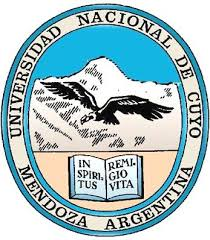 UNIVERSIDAD NACIONAL DE CUYO
IN
SPIRI
TUS
REMI
GIO
VITA
MENDOZA ARGENTINA